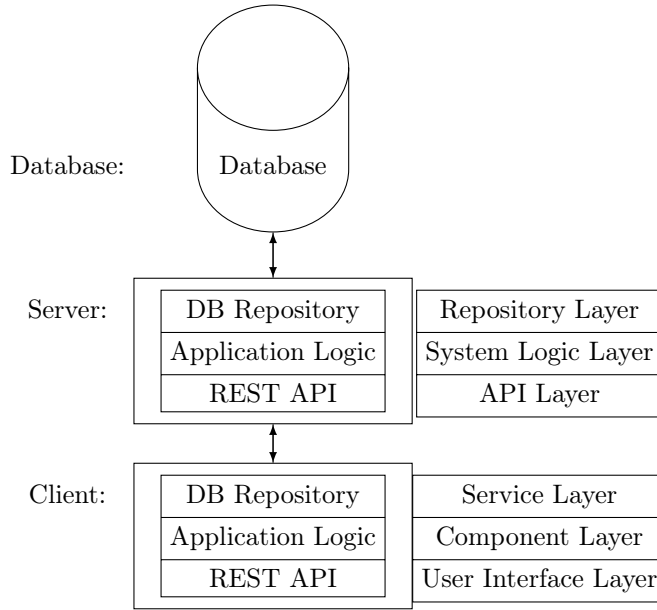 Database: Database
Server: DB Repository Repository Layer
Application Logic System Logic Layer
REST API API Layer
Client: DB Repository Service Layer
Application Logic Component Layer
REST API User Interface Layer